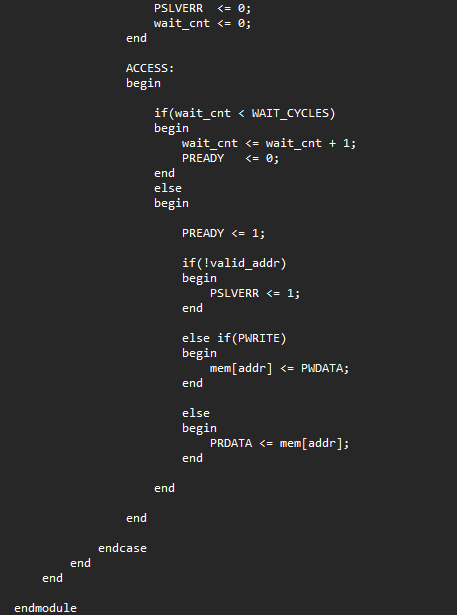 PSLVERR  <= 0;
wait_cnt <= 0;
end
ACCESS:
begin
if(wait_cnt < WAIT_CYCLES)
begin
wait_cnt <= wait_cnt + 1;
PREADY   <= 0;
end
else
begin
PREADY <= 1;
if(!valid_addr)
begin
PSLVERR <= 1;
end
else if(PWRITE)
begin
mem[addr] <= PWDATA;
end
else
begin
PRDATA <= mem[addr];
end
end
end
endcase
end
end
endmodule